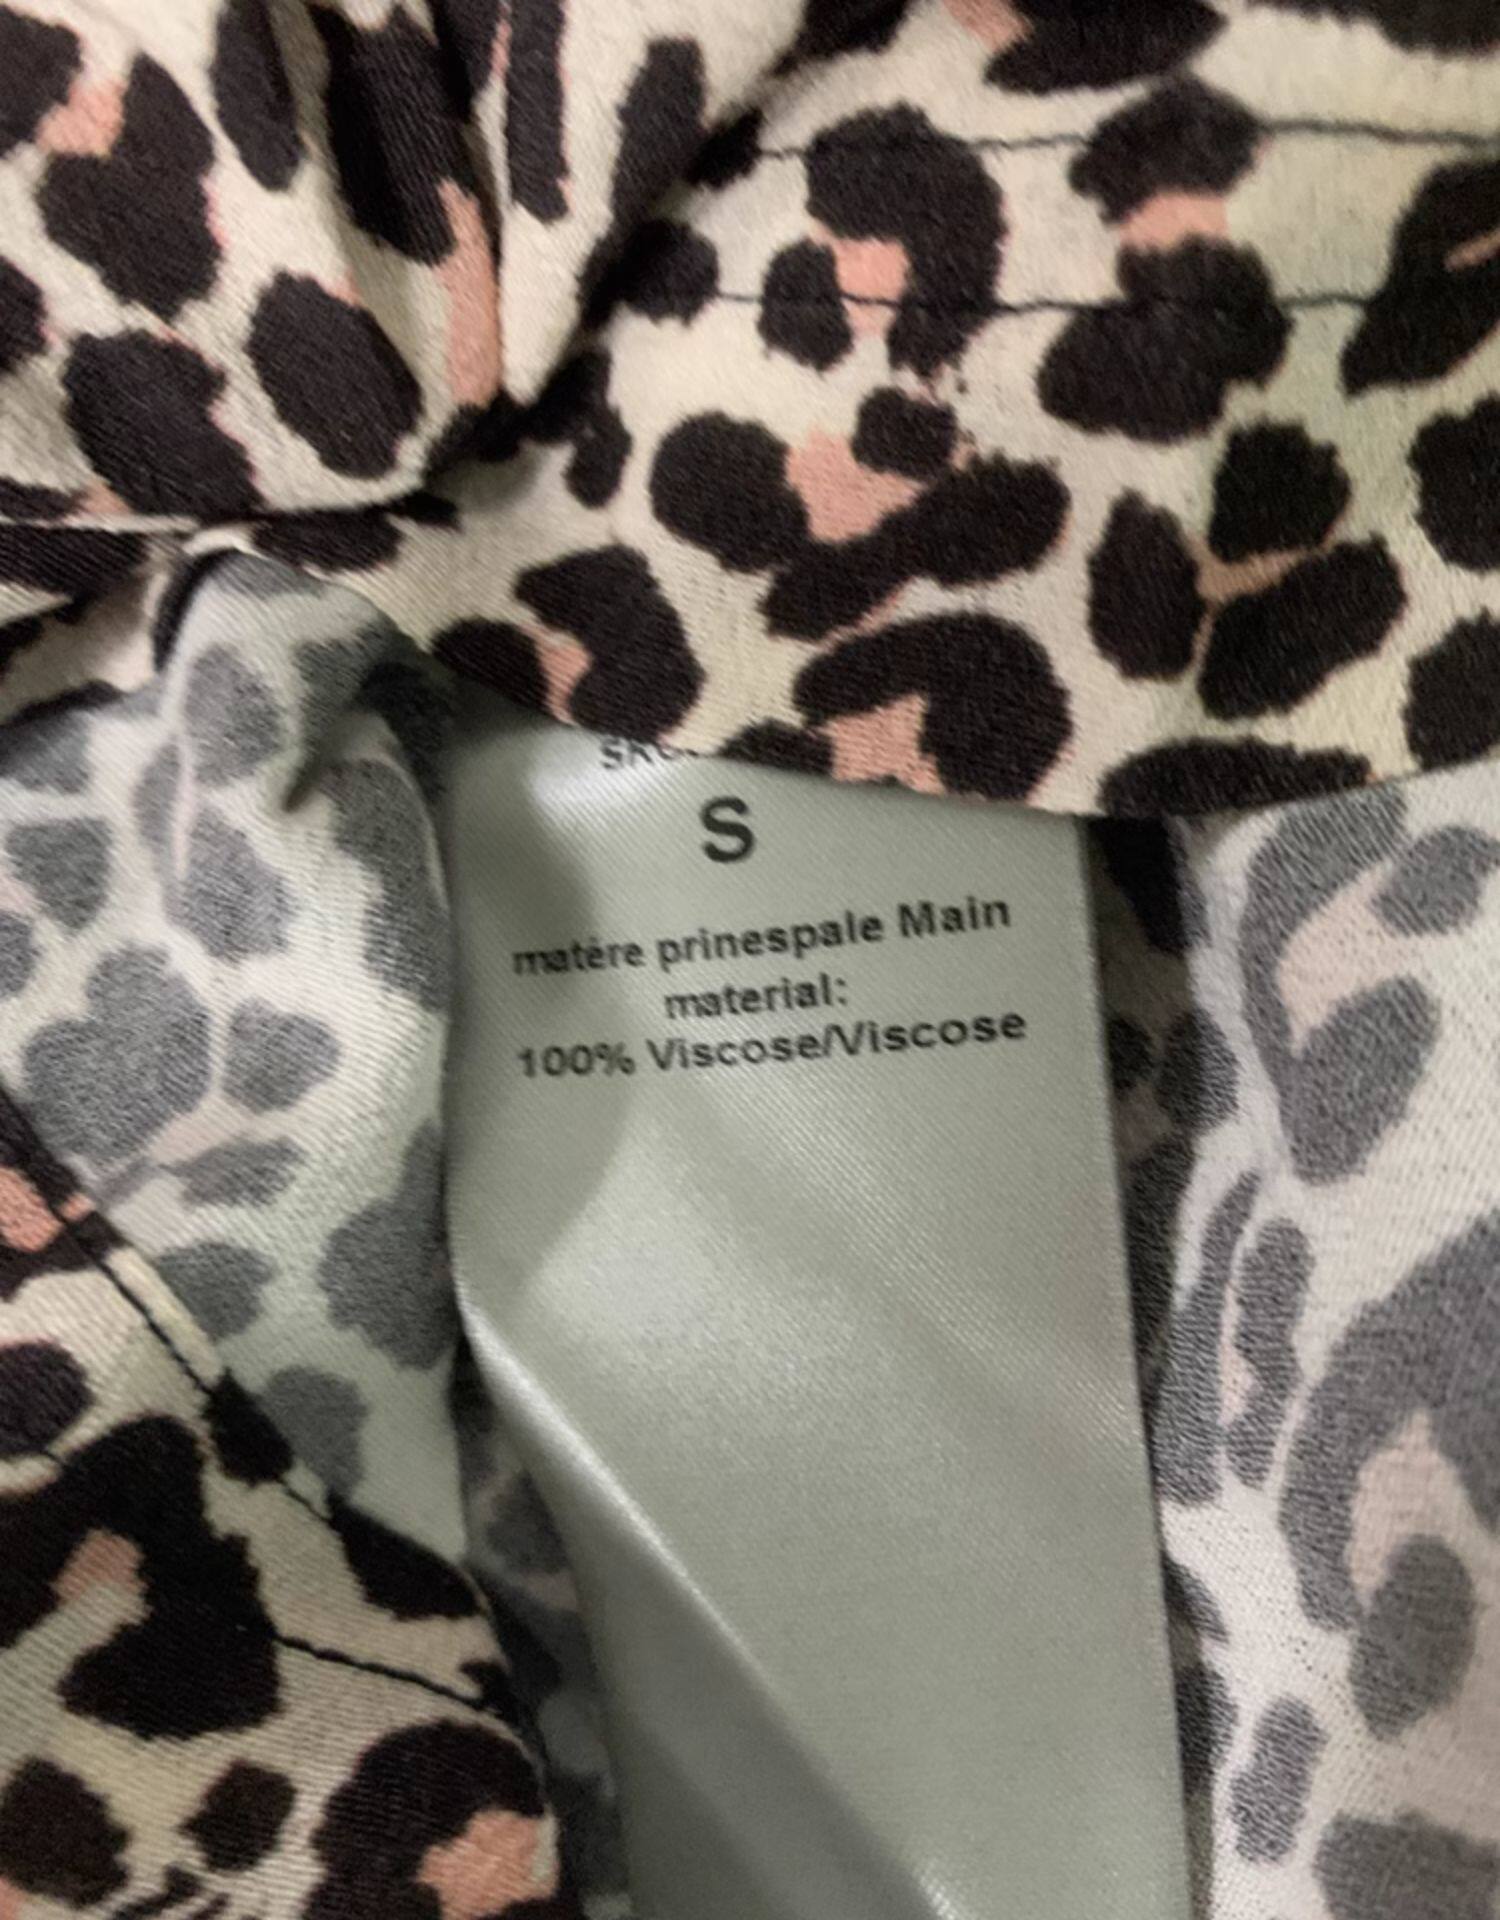 S
matére prinespale Main
material:
100% Viscose/Viscose